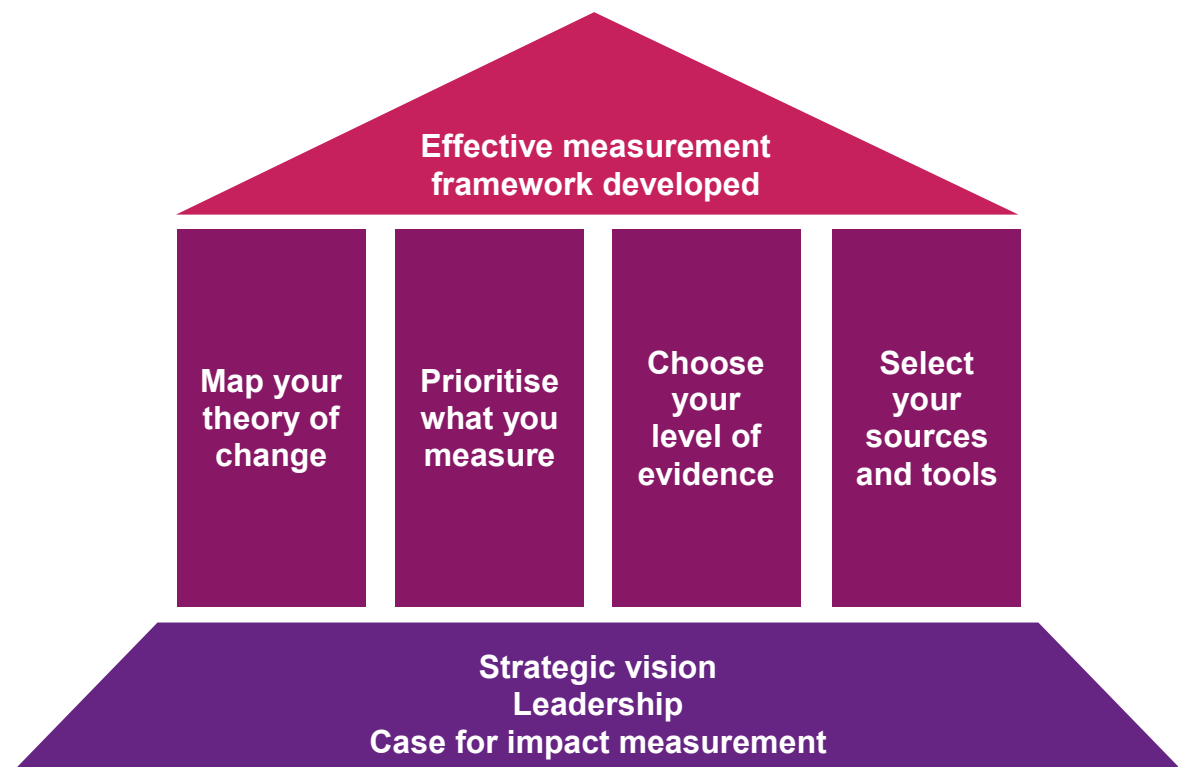 Effective measurement
framework developed
Map your
theory of
change
Prioritise
what you
measure
Choose
your
level of
evidence
Select
your
sources
and tools
Strategic vision
Leadership
Case for impact measurement